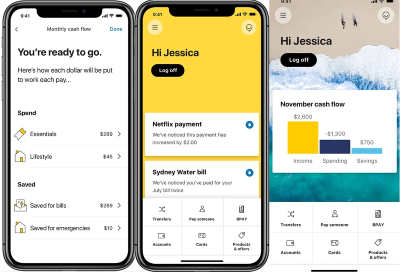 9:41
Monthly cash flow
Done
You're ready to go.
Here's how each dollar will be put
to work each pay...
Spend
Essentials
$289
Lifestyle
$45
Saved
Saved for bills
$289
Saved for emergencies
$10
9:41
Hi Jessica
Log off
Netflix payment
We've noticed this payment has
increased by $2.00
Sydney Water bill
We've noticed you've paid for your
July bill twice
Transfers
Pay someone
BPAY
Accounts
Cards
Products
& offers
9:41
Hi Jessica
Log off
November cash flow
$2,600
-$1,300
$750
Income
Spending
Savings
Transfers
Pay someone
BPAY
Accounts
Cards
Products
& offers